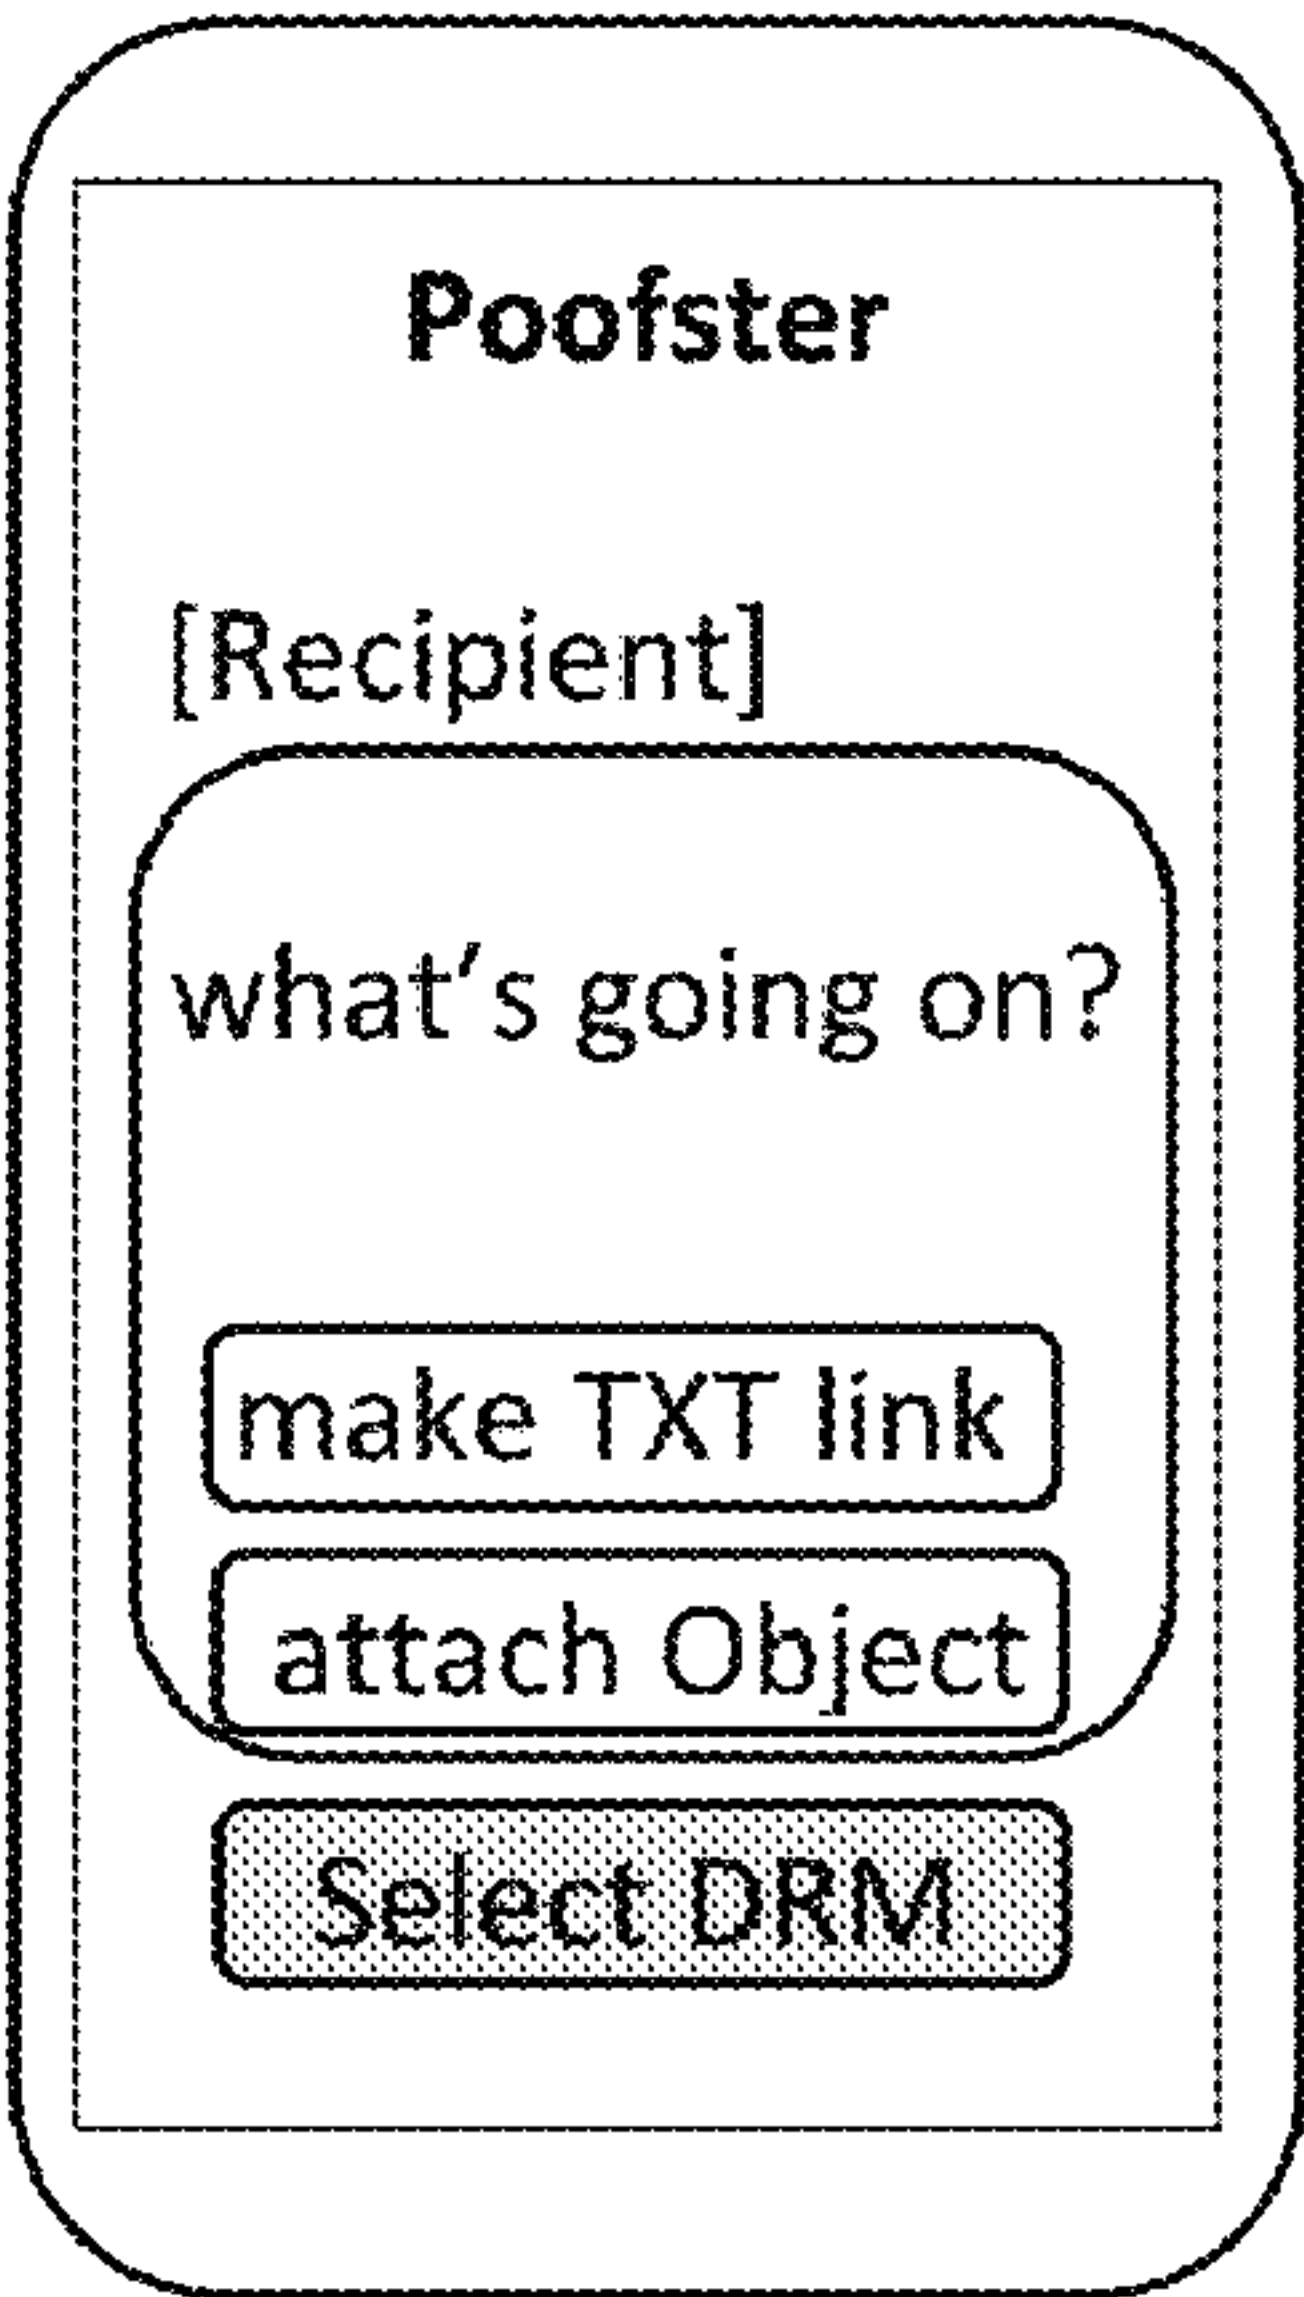 Poofster
[Recipient]
what's going on?
make TXT link
attach Object
Select DRM